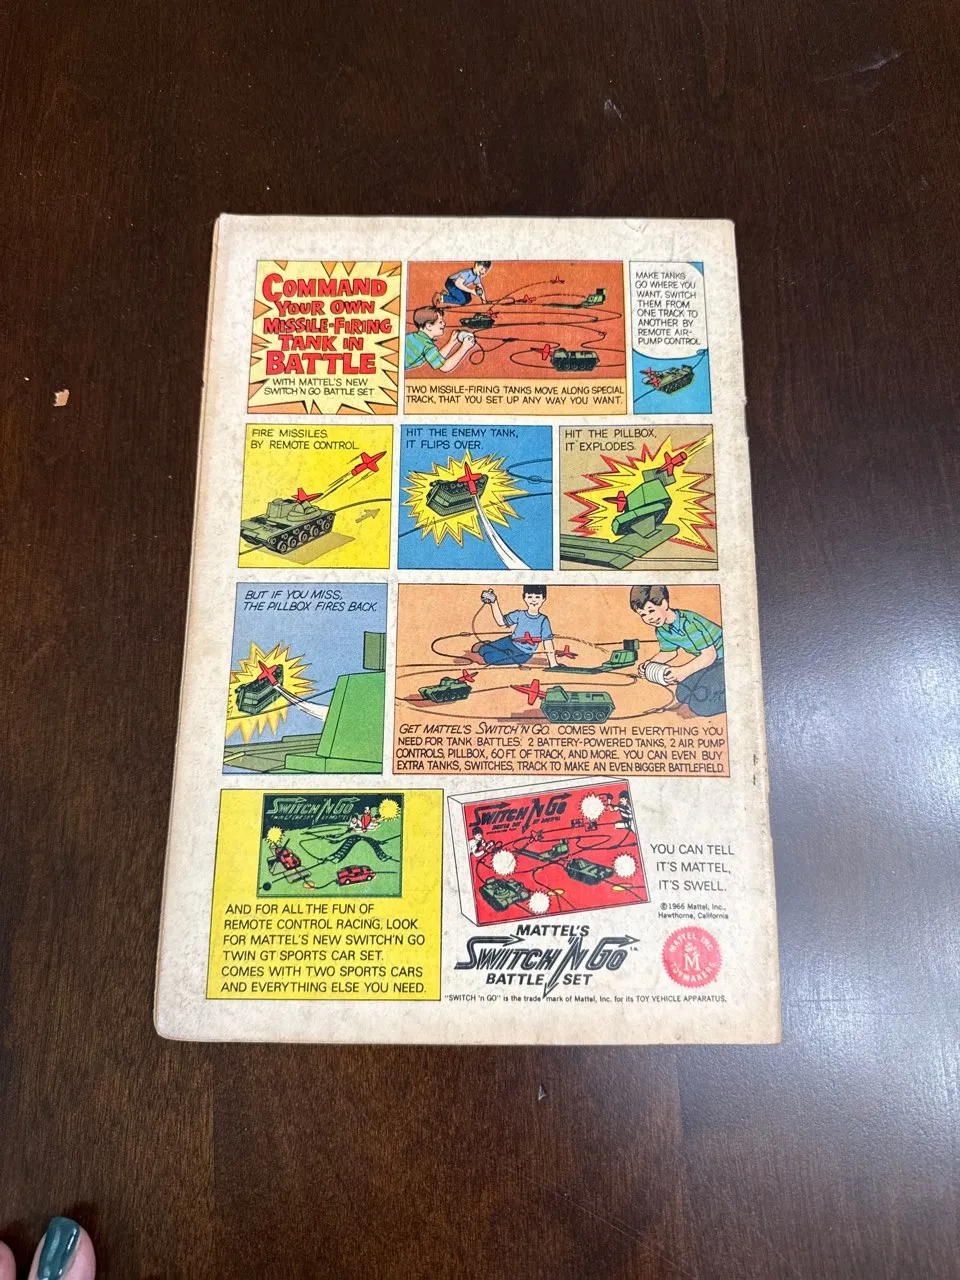 COMMAND
YOUR OWN
MISSILE-FIRING
TANK IN
BATTLE
WITH MATTEL'S NEW
SWITCH 'N GO BATTLE SET
TWO MISSILE-FIRING TANKS MOVE ALONG SPECIAL
TRACK, THAT YOU SET UP ANY WAY YOU WANT.
MAKE TANKS
GO WHERE YOU
WANT. SWITCH
THEM FROM
ONE TRACK TO
ANOTHER BY
REMOTE AIR-
PUMP CONTROL
FIRE MISSILES
BY REMOTE CONTROL.
HIT THE ENEMY TANK,
IT FLIPS OVER.
HIT THE PILLBOX,
IT EXPLODES.
BUT IF YOU MISS,
THE PILLBOX FIRES BACK.
GET MATTEL'S SWITCH 'N GO. COMES WITH EVERYTHING YOU
NEED FOR TANK BATTLES: 2 BATTERY-POWERED TANKS, 2 AIR PUMP
CONTROLS, PILLBOX, 60 FT. OF TRACK, AND MORE. YOU CAN EVEN BUY
EXTRA TANKS, SWITCHES, TRACK TO MAKE AN EVEN BIGGER BATTLEFIELD.
SWITCH 'N GO
AND FOR ALL THE FUN OF
REMOTE CONTROL RACING, LOOK
FOR MATTEL'S NEW SWITCH 'N GO
TWIN GT SPORTS CAR SET.
COMES WITH TWO SPORTS CARS
AND EVERYTHING ELSE YOU NEED.
SWITCH 'N GO
YOU CAN TELL
IT'S MATTEL,
IT'S SWELL.
©1966 Mattel, Inc.,
Hawthorne, California
MATTEL'S
SWITCH 'N GO
BATTLE SET
MATTEL, INC.
M
TOYMAKERS
"SWITCH 'n GO" is the trade mark of Mattel, Inc. for its TOY VEHICLE APPARATUS.